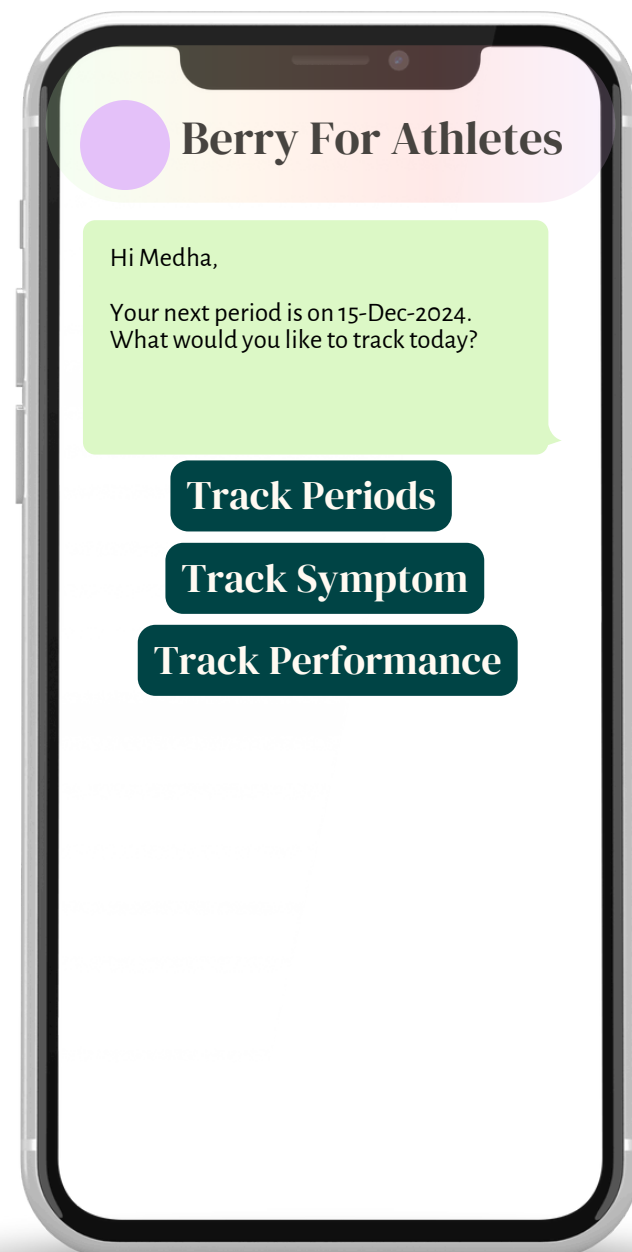 Berry For Athletes
Hi Medha,
Your next period is on 15-Dec-2024.
What would you like to track today?
Track Periods
Track Symptom
Track Performance